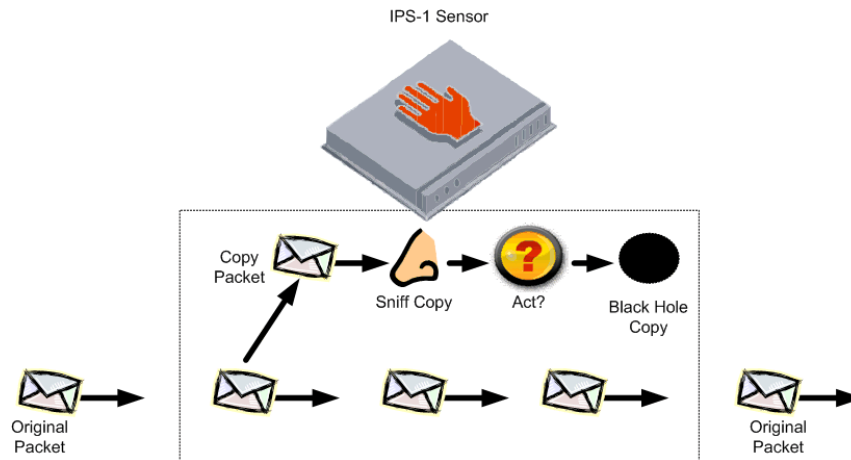 IPS-1 Sensor
Copy
Packet
Sniff Copy
?
Act?
Black Hole
Copy
Original
Packet
Original
Packet